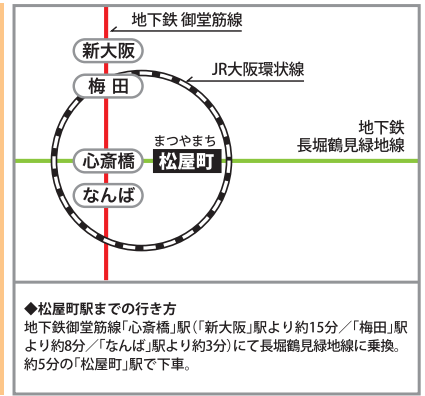 地下鉄 御堂筋線
新大阪
JR大阪環状線
梅田
地下鉄
長堀鶴見緑地線
まつやまち
心斎橋
松屋町
なんば
◆松屋町駅までの行き方
地下鉄御堂筋線「心斎橋」駅（「新大阪」駅より約15分／「梅田」駅
より約8分／「なんば」駅より約3分）にて長堀鶴見緑地線に乗換。
約5分の「松屋町」駅で下車。